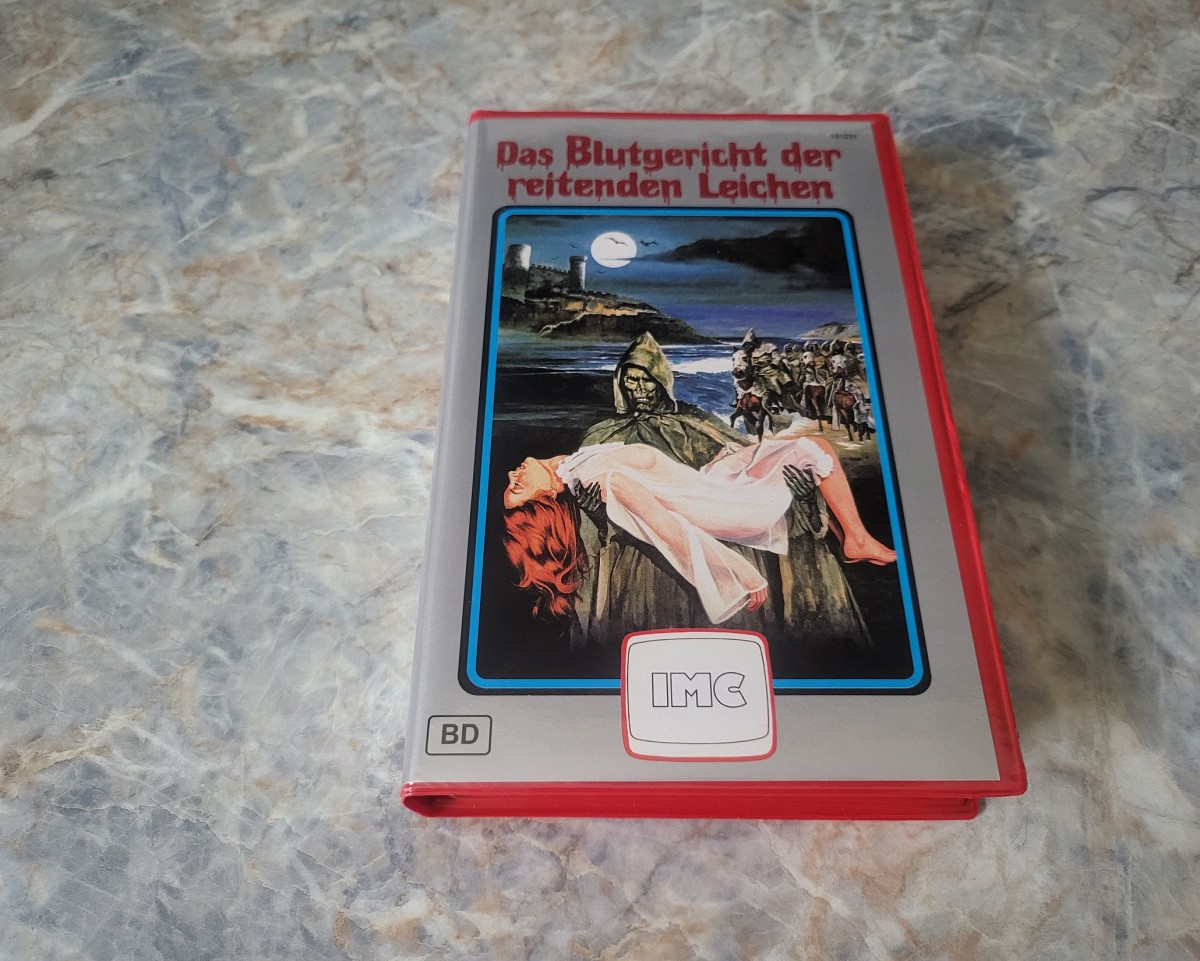 Das Blutgericht der
reitenden Leichen
IMC
BD